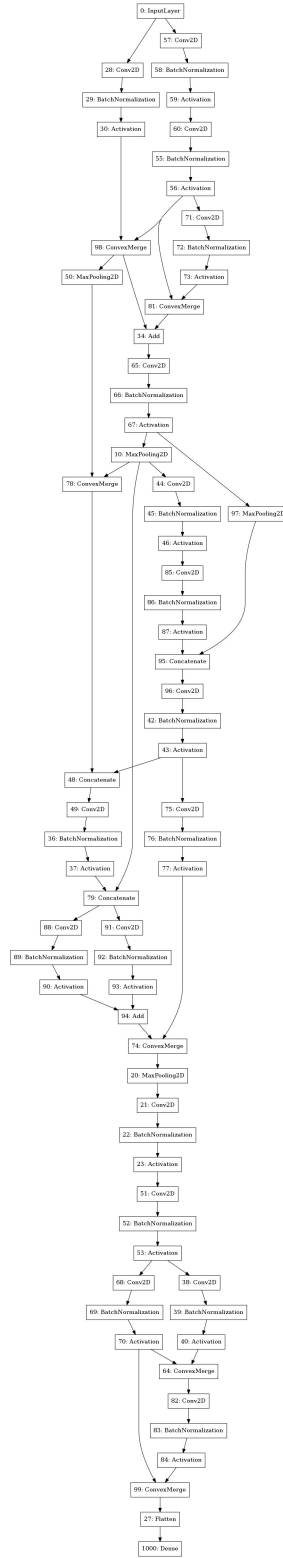 0: InputLayer
57: Conv2D
28: Conv2D
58: BatchNormalization
29: BatchNormalization
59: Activation
30: Activation
60: Conv2D
55: BatchNormalization
56: Activation
71: Conv2D
98: ConvexMerge
72: BatchNormalization
50: MaxPooling2D
73: Activation
81: ConvexMerge
34: Add
65: Conv2D
66: BatchNormalization
67: Activation
10: MaxPooling2D
78: ConvexMerge
44: Conv2D
45: BatchNormalization
97: MaxPooling2D
46: Activation
85: Conv2D
86: BatchNormalization
87: Activation
95: Concatenate
96: Conv2D
42: BatchNormalization
43: Activation
48: Concatenate
49: Conv2D
75: Conv2D
36: BatchNormalization
76: BatchNormalization
37: Activation
77: Activation
79: Concatenate
88: Conv2D
91: Conv2D
89: BatchNormalization
92: BatchNormalization
90: Activation
93: Activation
94: Add
74: ConvexMerge
20: MaxPooling2D
21: Conv2D
22: BatchNormalization
23: Activation
51: Conv2D
52: BatchNormalization
53: Activation
68: Conv2D
38: Conv2D
69: BatchNormalization
39: BatchNormalization
70: Activation
40: Activation
64: ConvexMerge
82: Conv2D
83: BatchNormalization
84: Activation
99: ConvexMerge
27: Flatten
1000: Dense